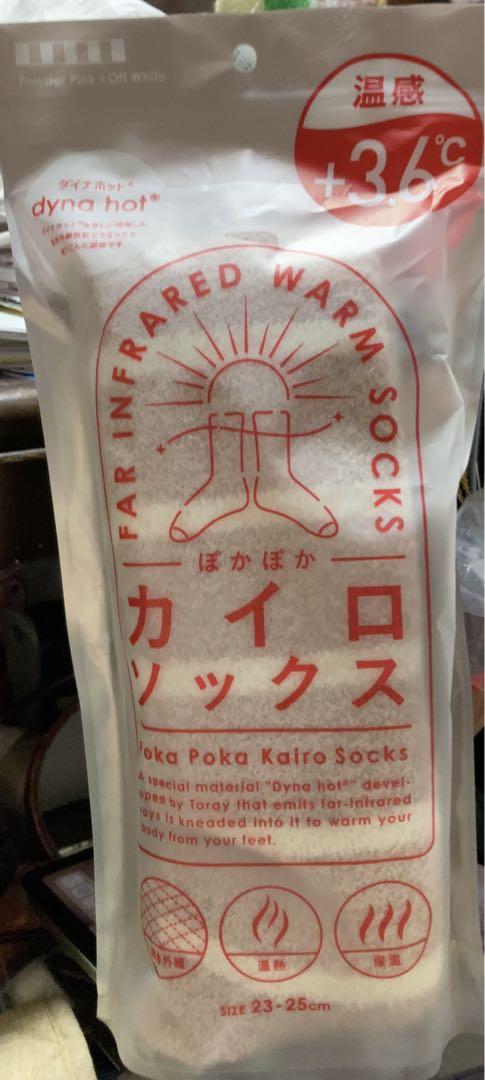 Powder Pink × Off White
温感
+3.6℃
ダイナホット®
dyna hot®
FAR INFRARED WARM SOCKS
ぽかぽか
カイロ
ソックス
Poka Poka Kairo Socks
A special material "Dyna hot®" devel-
oped by Toray that emits far-infrared
rays is kneaded into it to warm your
body from your feet.
外線
温熱
保温
SIZE 23-25cm